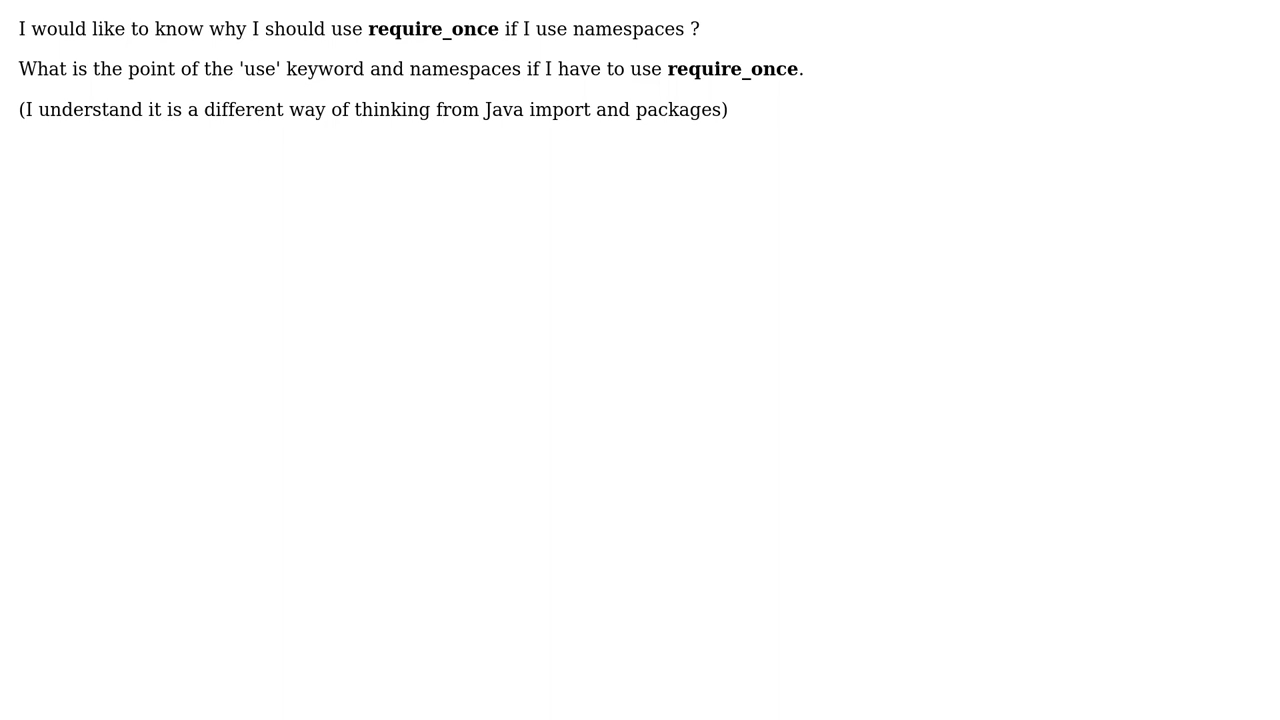 I would like to know why I should use require_once if I use namespaces ?
What is the point of the 'use' keyword and namespaces if I have to use require_once.
(I understand it is a different way of thinking from Java import and packages)